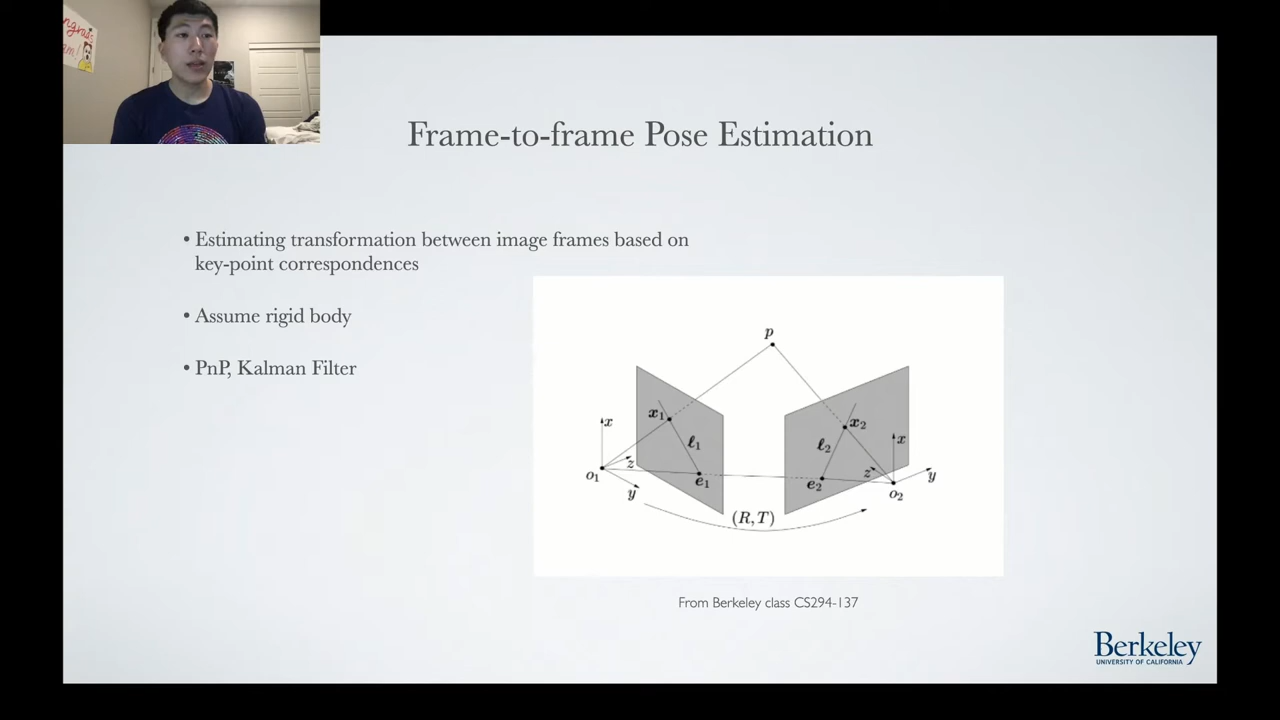 ongrads
am!
Frame-to-frame Pose Estimation
• Estimating transformation between image frames based on
key-point correspondences
• Assume rigid body
• PnP, Kalman Filter
p
x1
x2
ℓ1
ℓ2
x
x
z
z
o1
e1
e2
o2
y
y
(R, T)
From Berkeley class CS294-137
Berkeley
UNIVERSITY OF CALIFORNIA